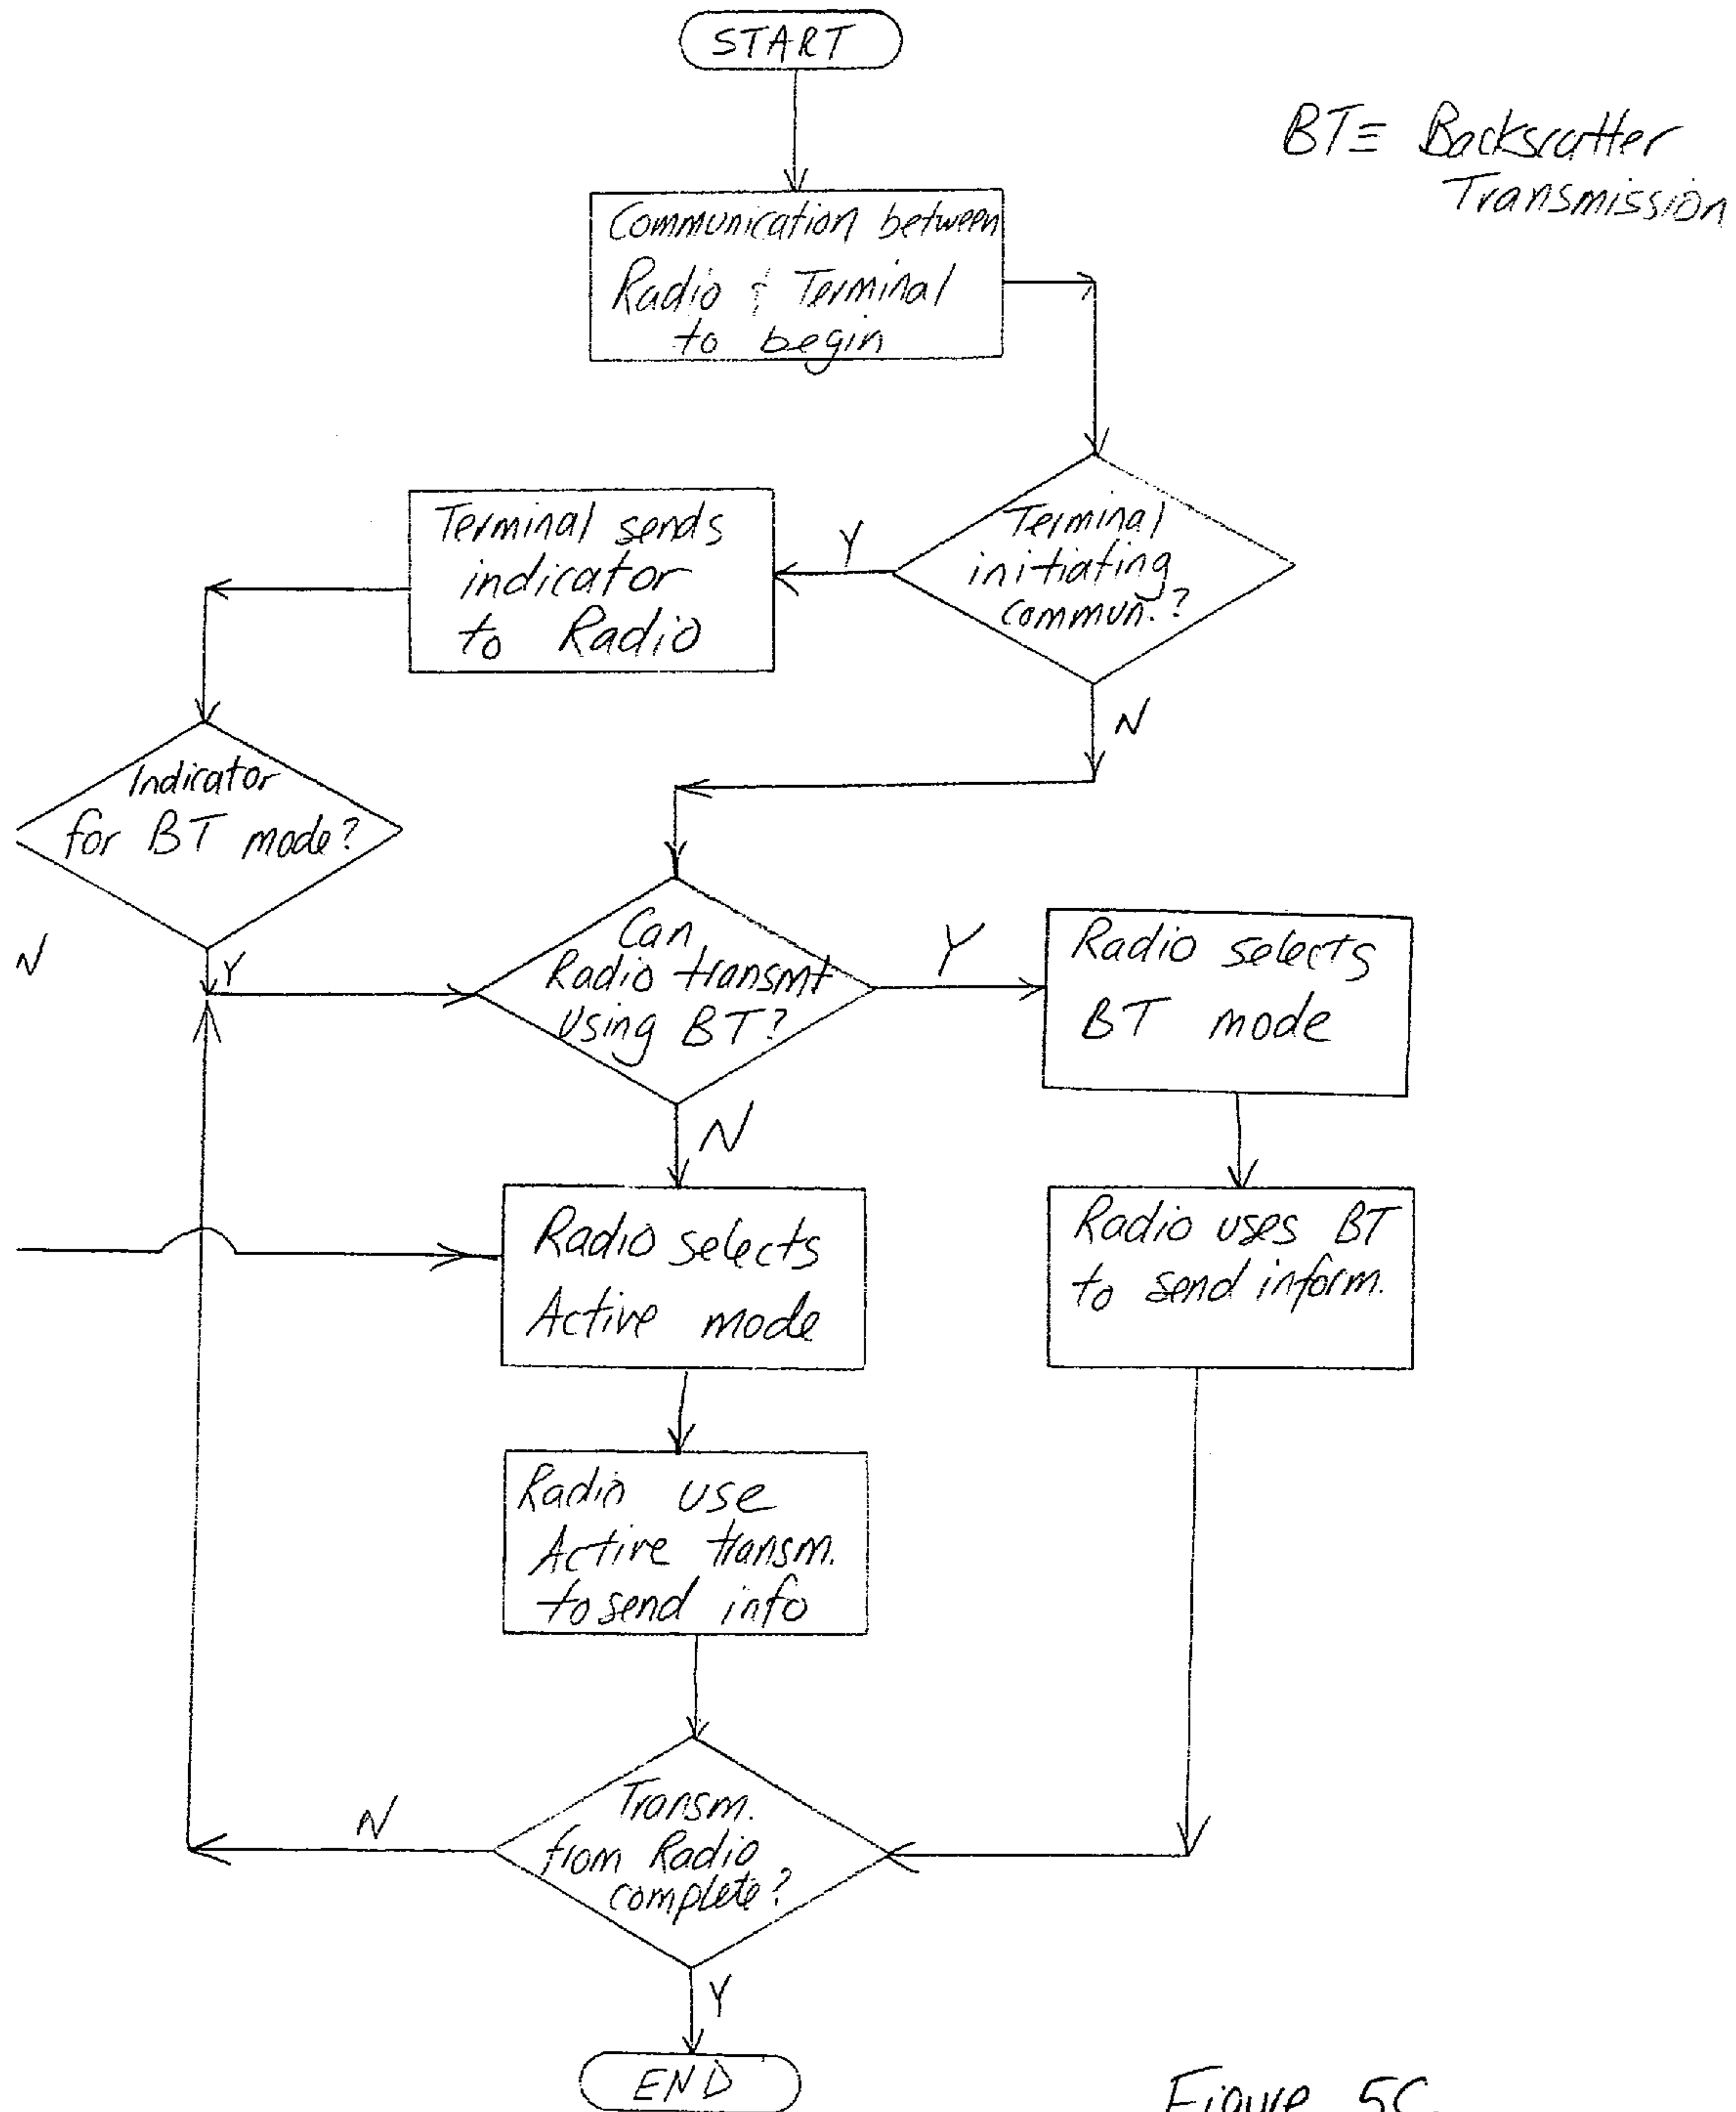 START
BT≡ Backscatter
Transmission
Communication between
Radio & Terminal
to begin
Terminal
initiating
commun.?
Y
Terminal sends
indicator
to Radio
N
Indicator
for BT mode?
N
Y
Can
Radio transmt
using BT?
Y
Radio selects
BT mode
N
Radio selects
Active mode
Radio uses BT
to send inform.
Radio use
Active transm.
to send info
Transm.
from Radio
complete?
N
Y
END
Figure 5C